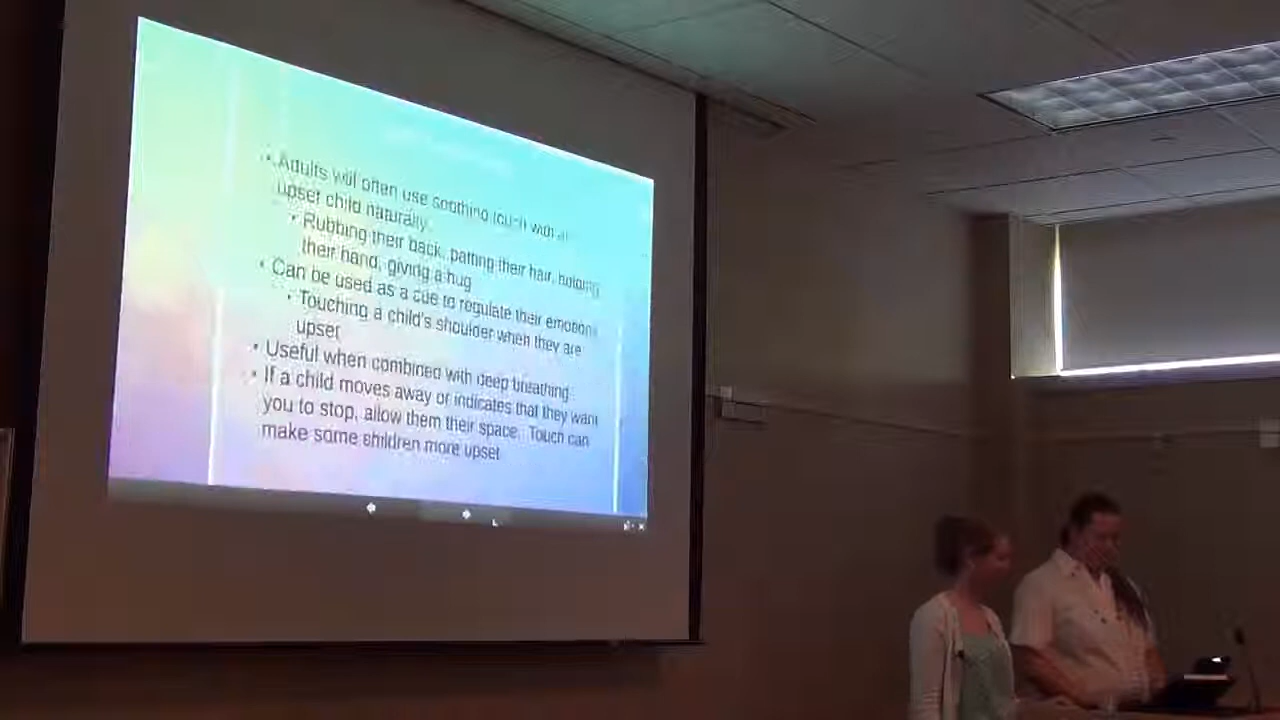 • Adults will often use soothing touch with an
upset child naturally.
• Rubbing their back, patting their hair, holding
their hand, giving a hug
• Can be used as a cue to regulate their emotions
• Touching a child's shoulder when they are
upset
• Useful when combined with deep breathing
• If a child moves away or indicates that they want
you to stop, allow them their space. Touch can
make some children more upset